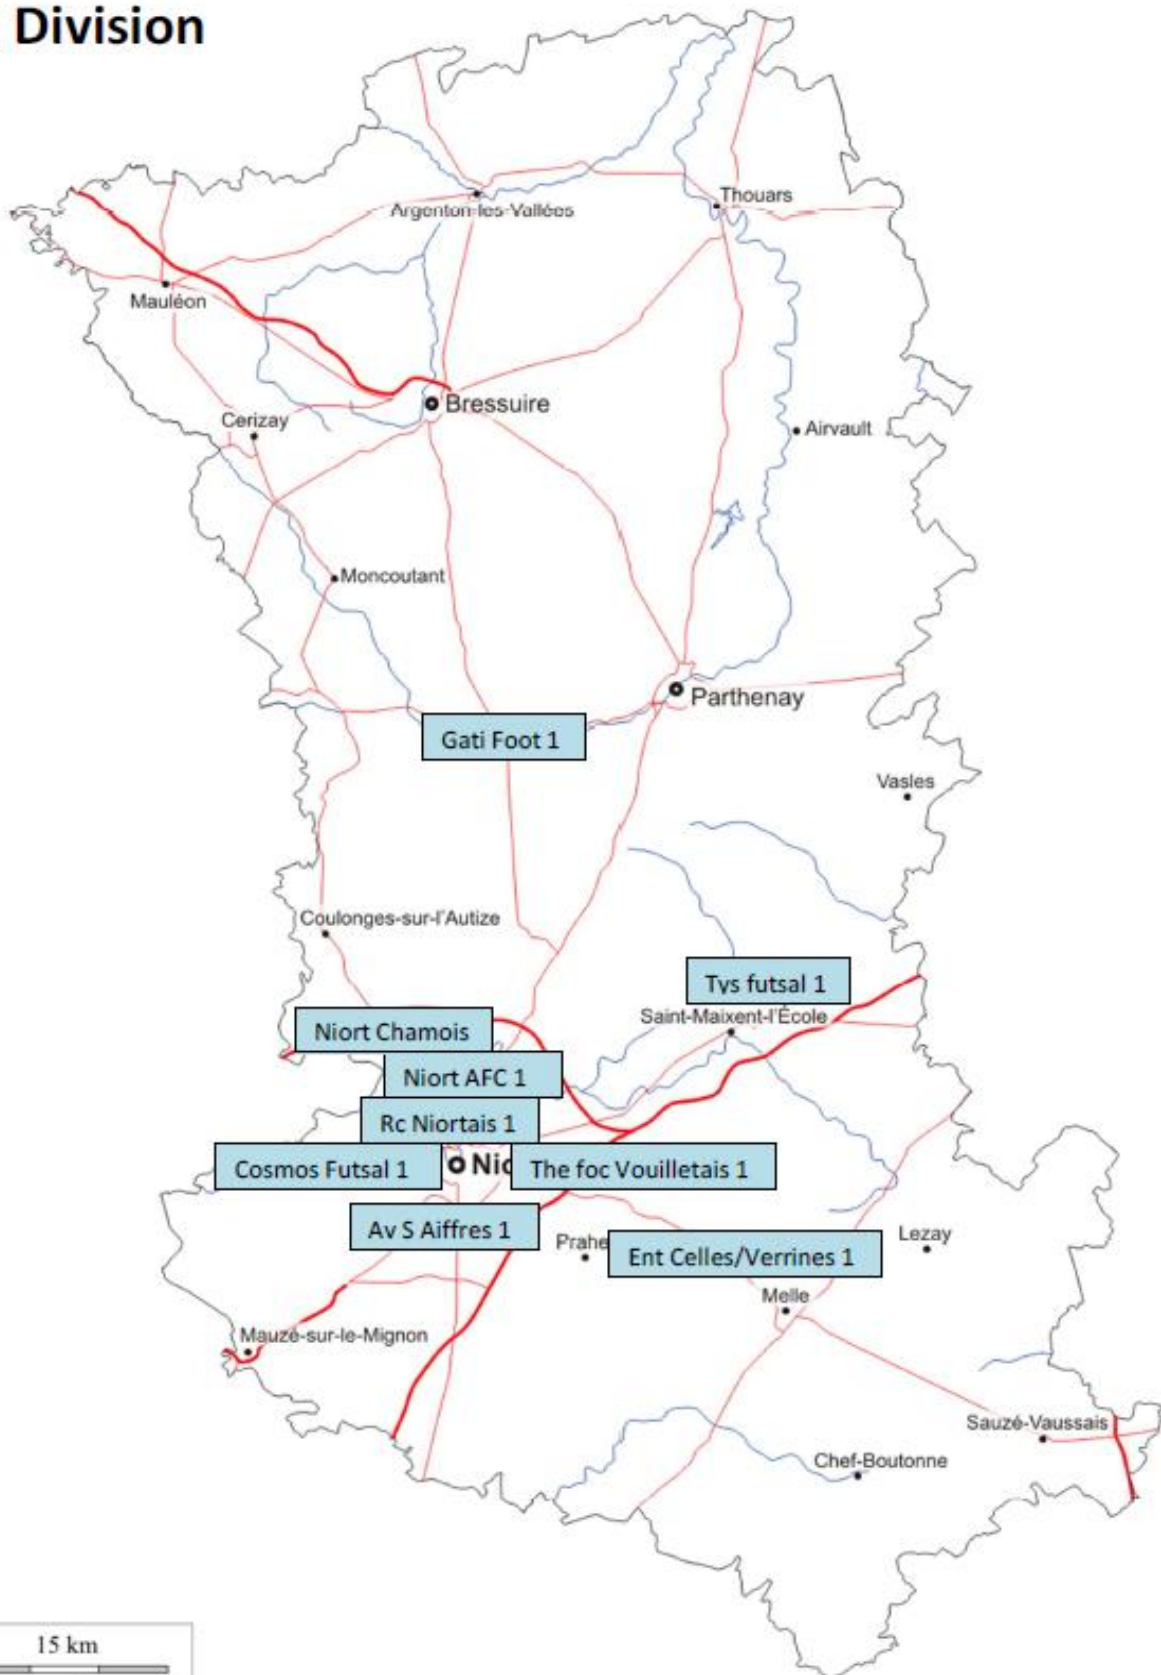 Division
Thouars
Argenton-les-Vallées
Mauléon
Bressuire
Cerizay
Airvault
Moncoutant
Parthenay
Gati Foot 1
Vasles
Coulonges-sur-l'Autize
Tys futsal 1
Saint-Maixent-l'École
Niort Chamois
Niort AFC 1
Rc Niortais 1
Cosmos Futsal 1
The foc Vouilletais 1
Av S Aiffres 1
Prahe
Ent Celles/Verrines 1
Lezay
Melle
Mauzé-sur-le-Mignon
Sauzé-Vaussais
Chef-Boutonne
15 km